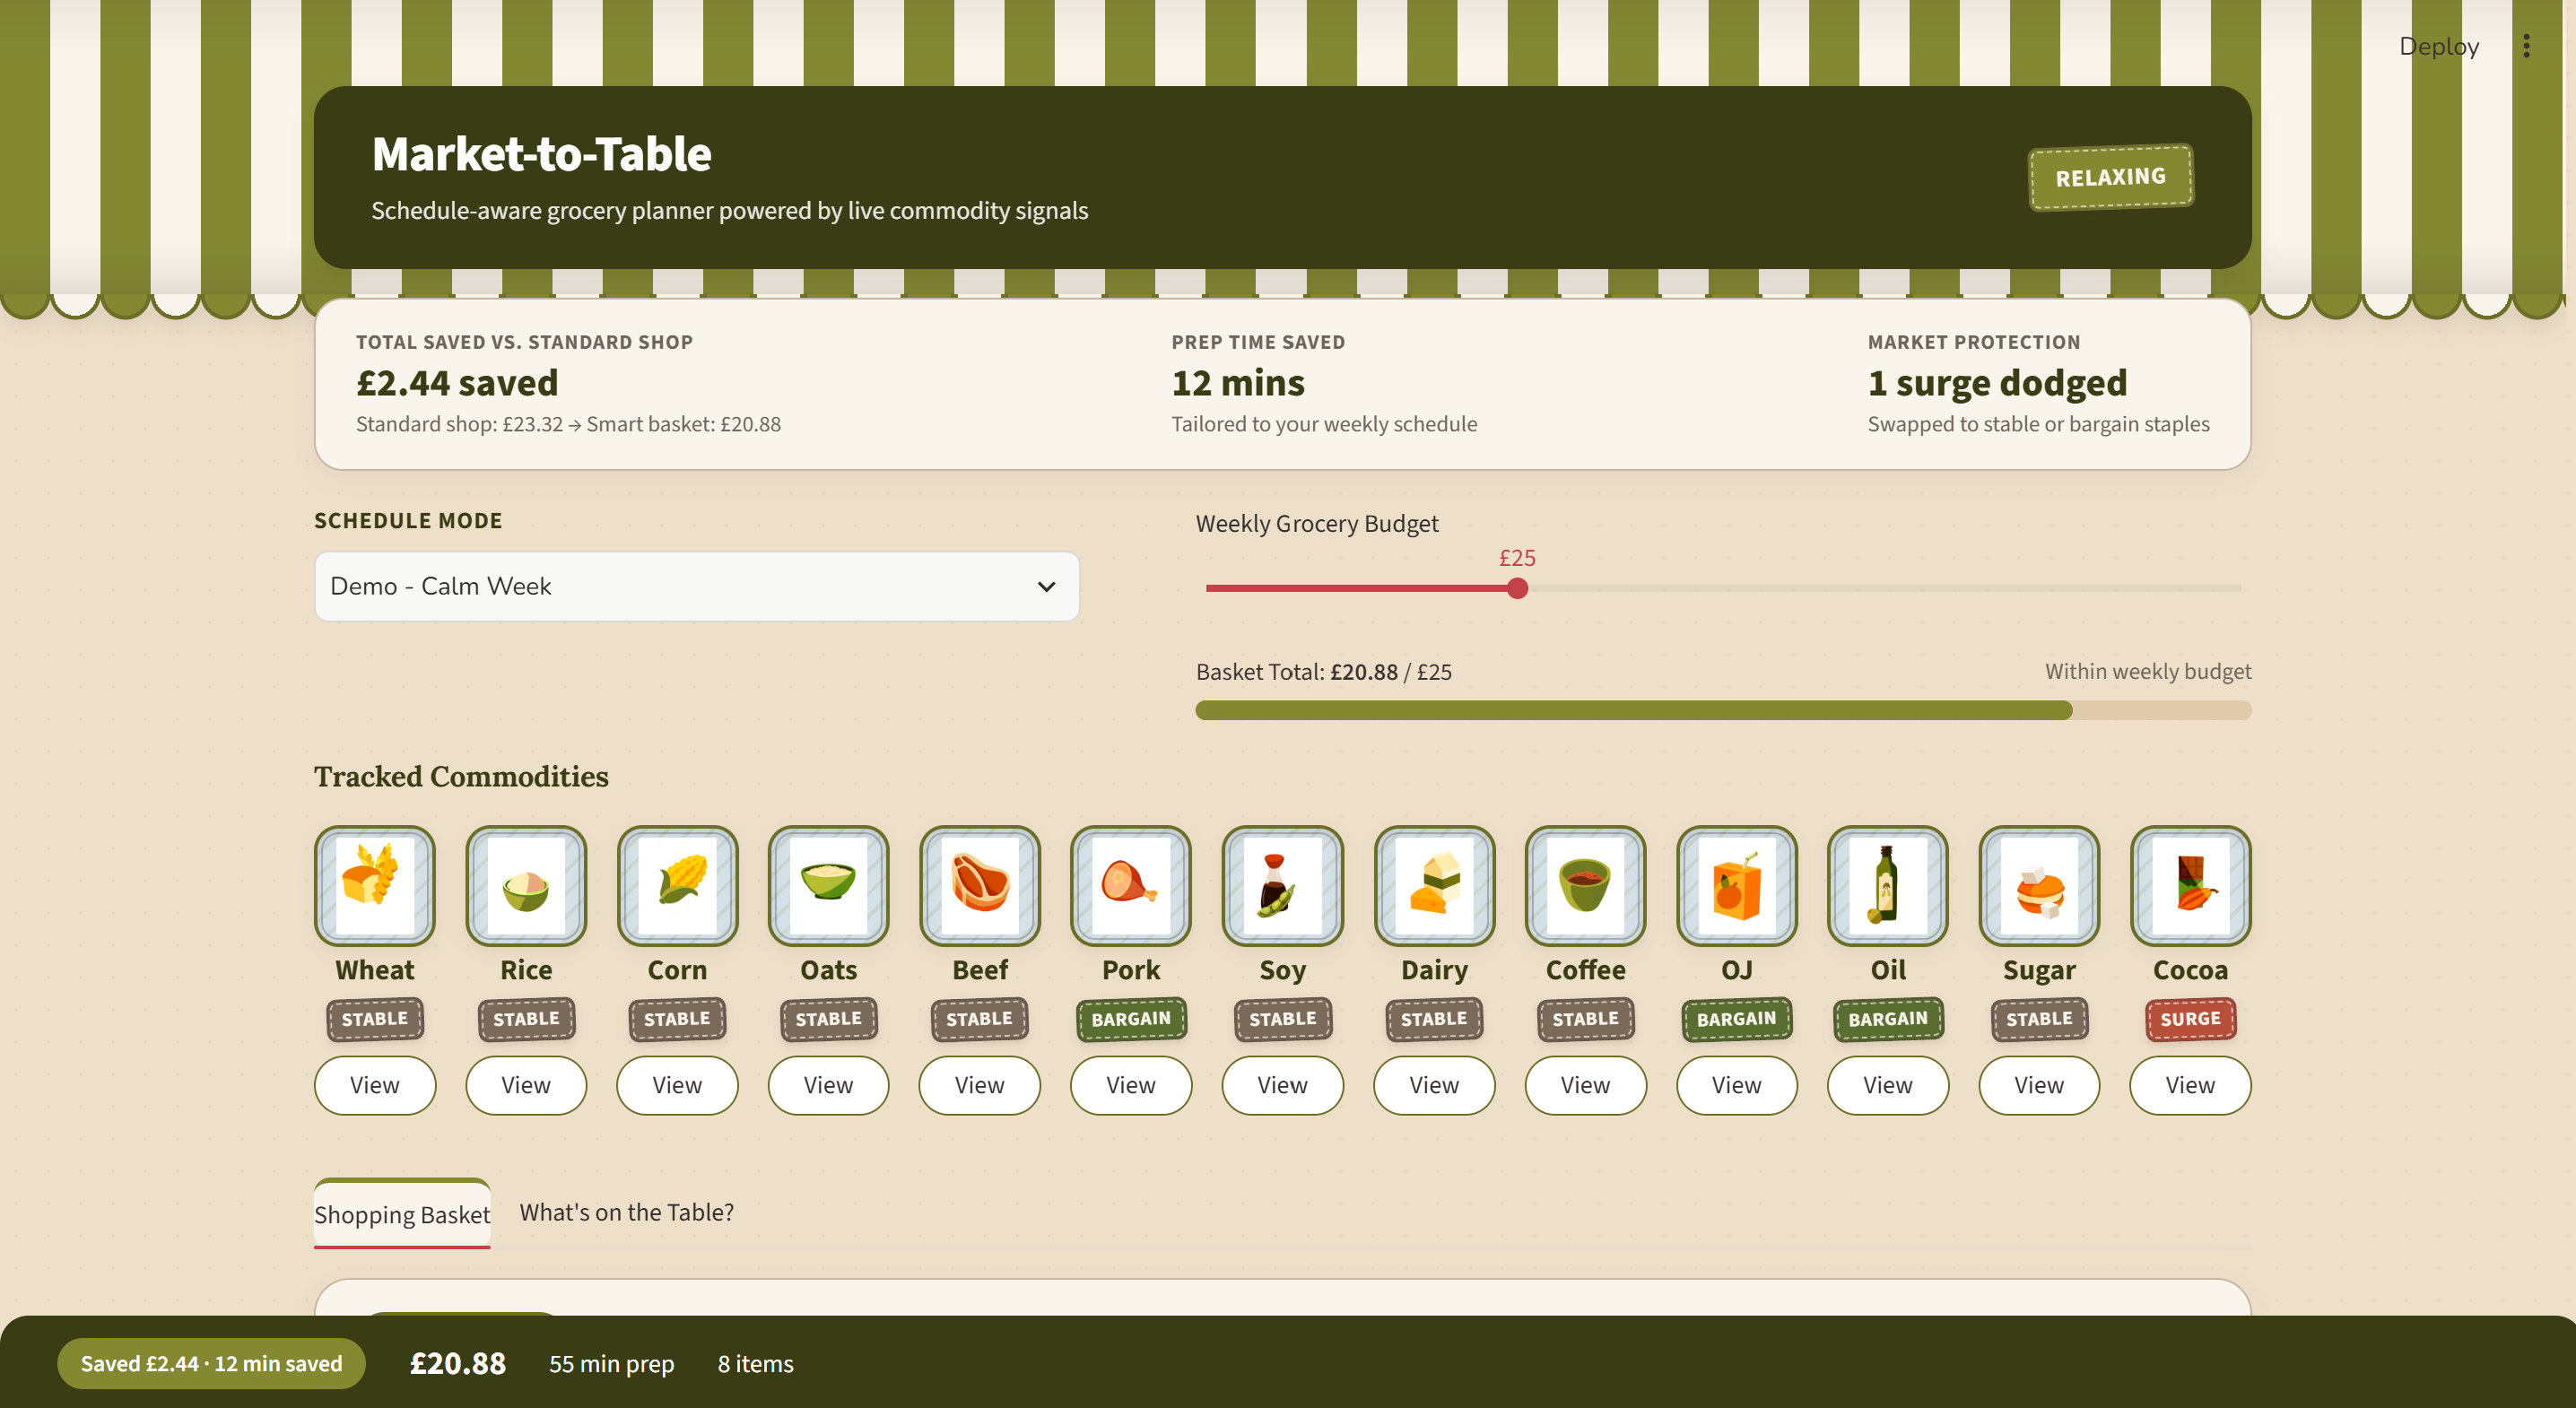 Deploy
Market-to-Table
Schedule-aware grocery planner powered by live commodity signals
RELAXING
TOTAL SAVED VS. STANDARD SHOP
£2.44 saved
Standard shop: £23.32 → Smart basket: £20.88
PREP TIME SAVED
12 mins
Tailored to your weekly schedule
MARKET PROTECTION
1 surge dodged
Swapped to stable or bargain staples
SCHEDULE MODE
Demo - Calm Week
Weekly Grocery Budget
£25
Basket Total: £20.88 / £25
Within weekly budget
Tracked Commodities
Wheat Rice Corn Oats Beef Pork Soy Dairy Coffee OJ Oil Sugar Cocoa
STABLE STABLE STABLE STABLE STABLE BARGAIN STABLE STABLE STABLE BARGAIN BARGAIN STABLE SURGE
View View View View View View View View View View View View View
Shopping Basket What's on the Table?
Saved £2.44 · 12 min saved £20.88 55 min prep 8 items